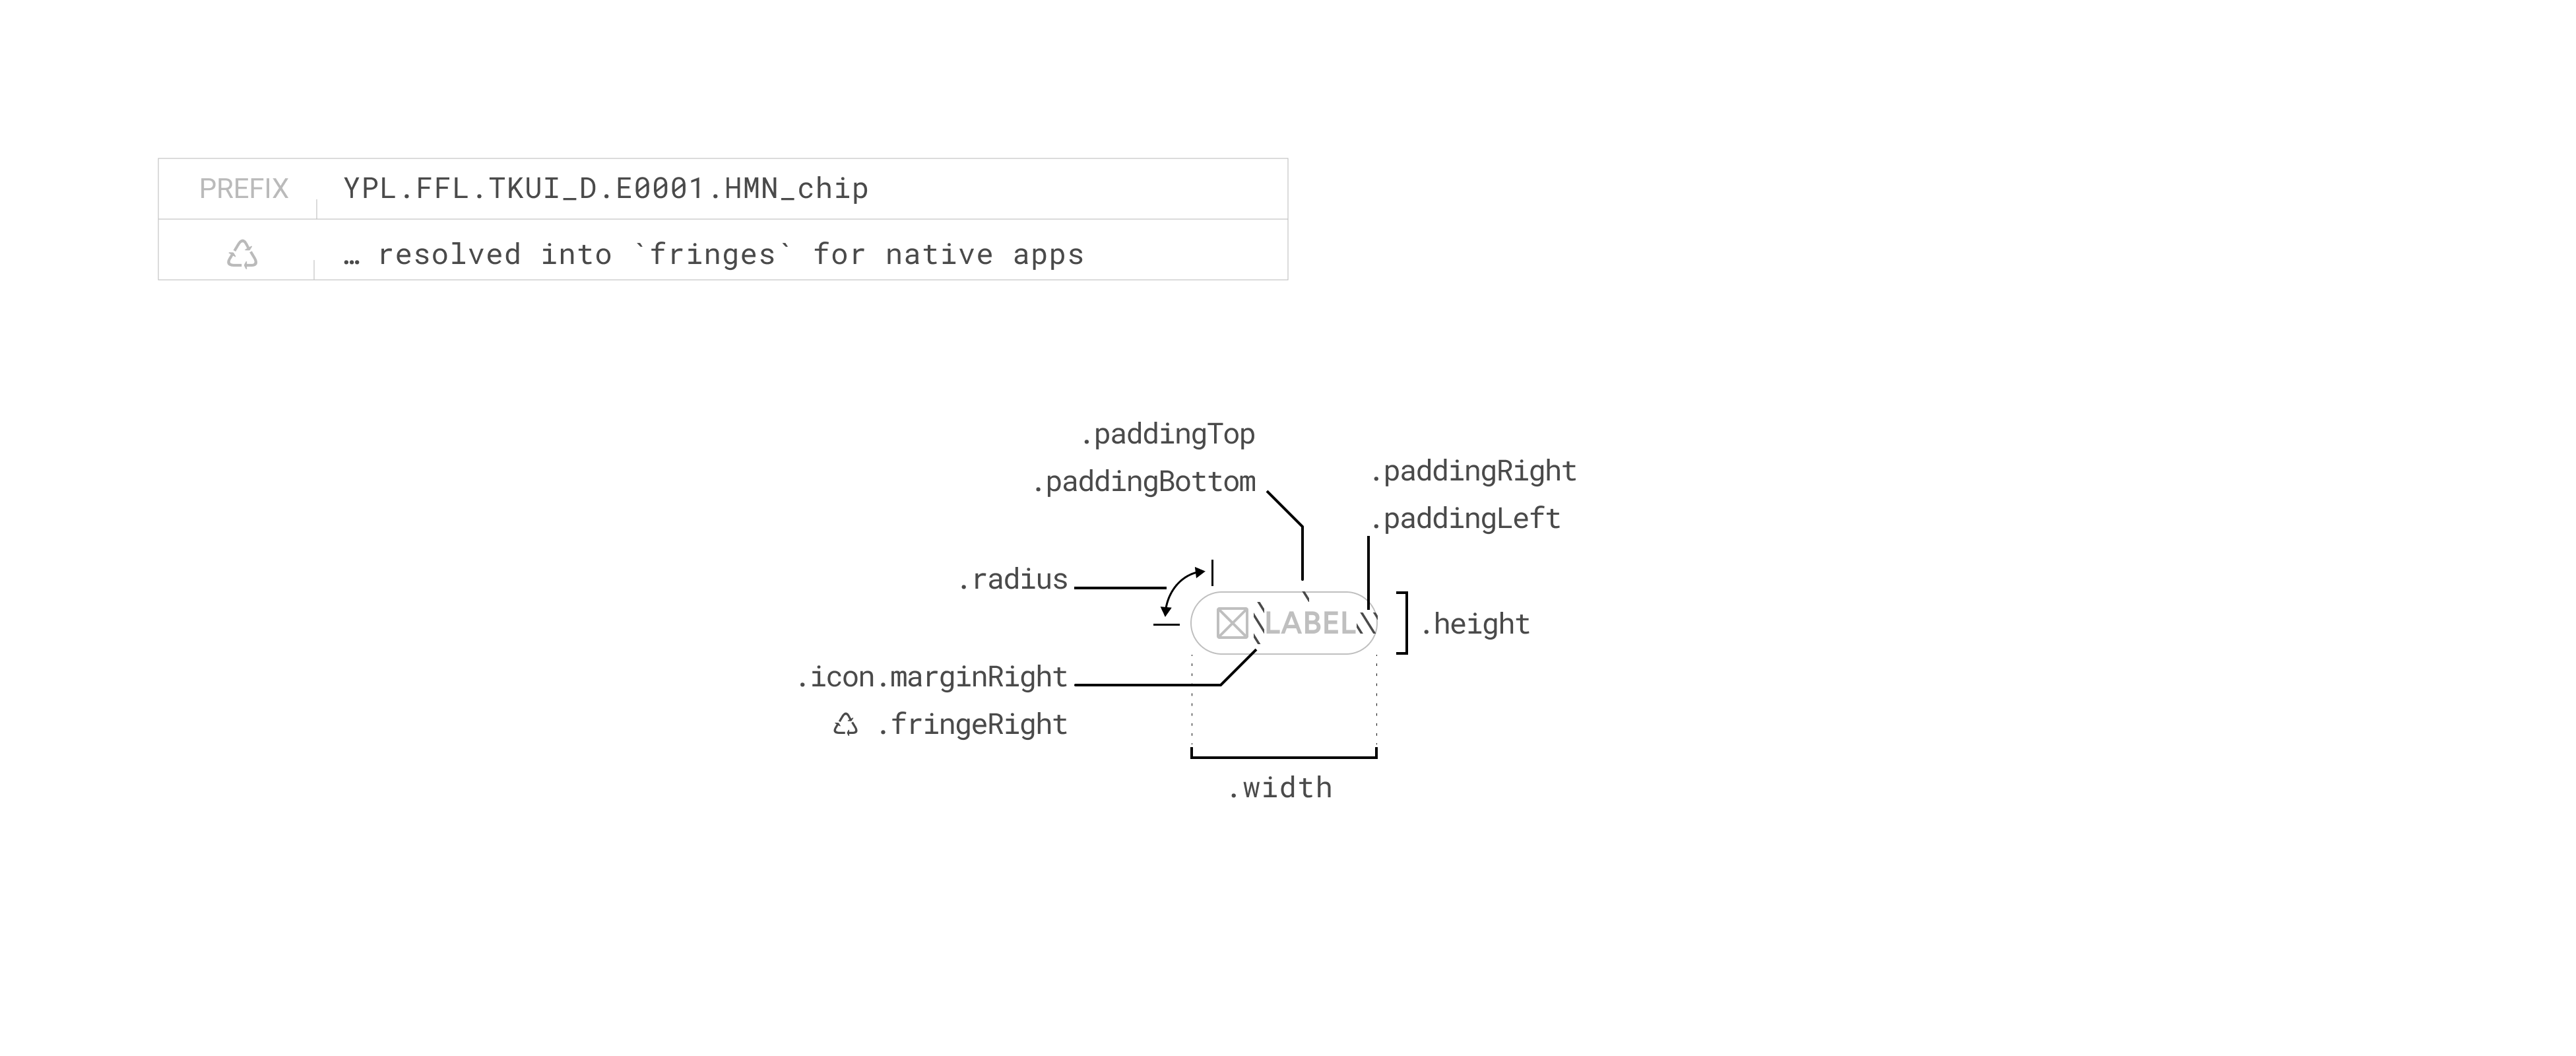 PREFIX YPL.FFL.TKUI_D.E0001.HMN_chip
… resolved into `fringes` for native apps
.paddingTop
.paddingBottom
.paddingRight
.paddingLeft
.radius
LABEL
.height
.icon.marginRight
.fringeRight
.width